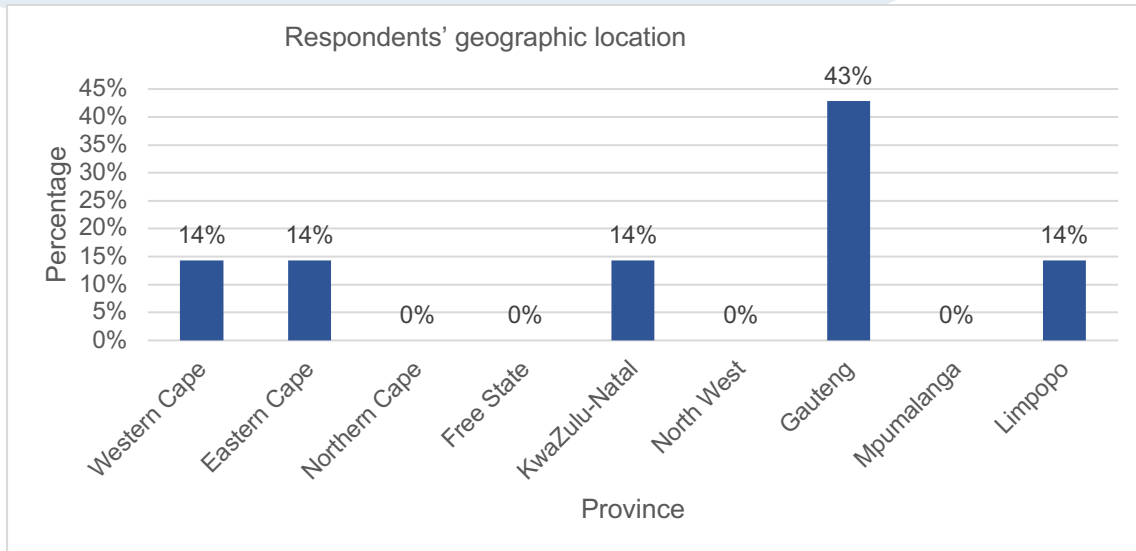 Respondents’ geographic location
43%
45%
40%
35%
30%
25%
20%
15%
10%
5%
0%
Percentage
14%
14%
0%
0%
14%
0%
0%
14%
Western Cape
Eastern Cape
Northern Cape
Free State
KwaZulu-Natal
North West
Gauteng
Mpumalanga
Limpopo
Province